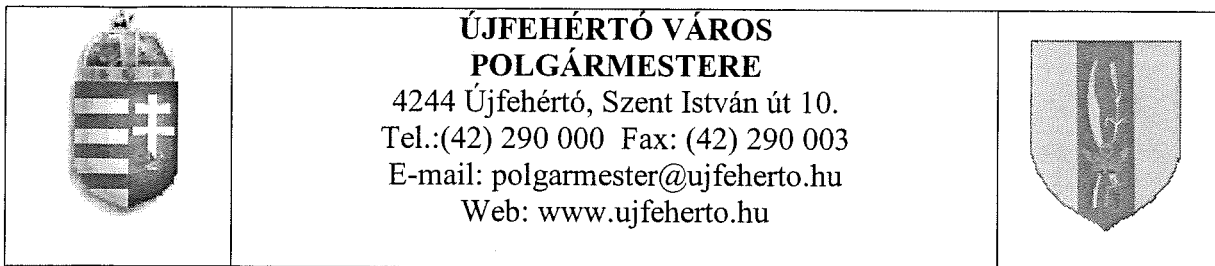 ÚJFEHÉRTÓ VÁROS
POLGÁRMESTERE
4244 Újfehértó, Szent István út 10.
Tel.:(42) 290 000 Fax: (42) 290 003
E-mail: polgarmester@ujfeherto.hu
Web: www.ujfeherto.hu